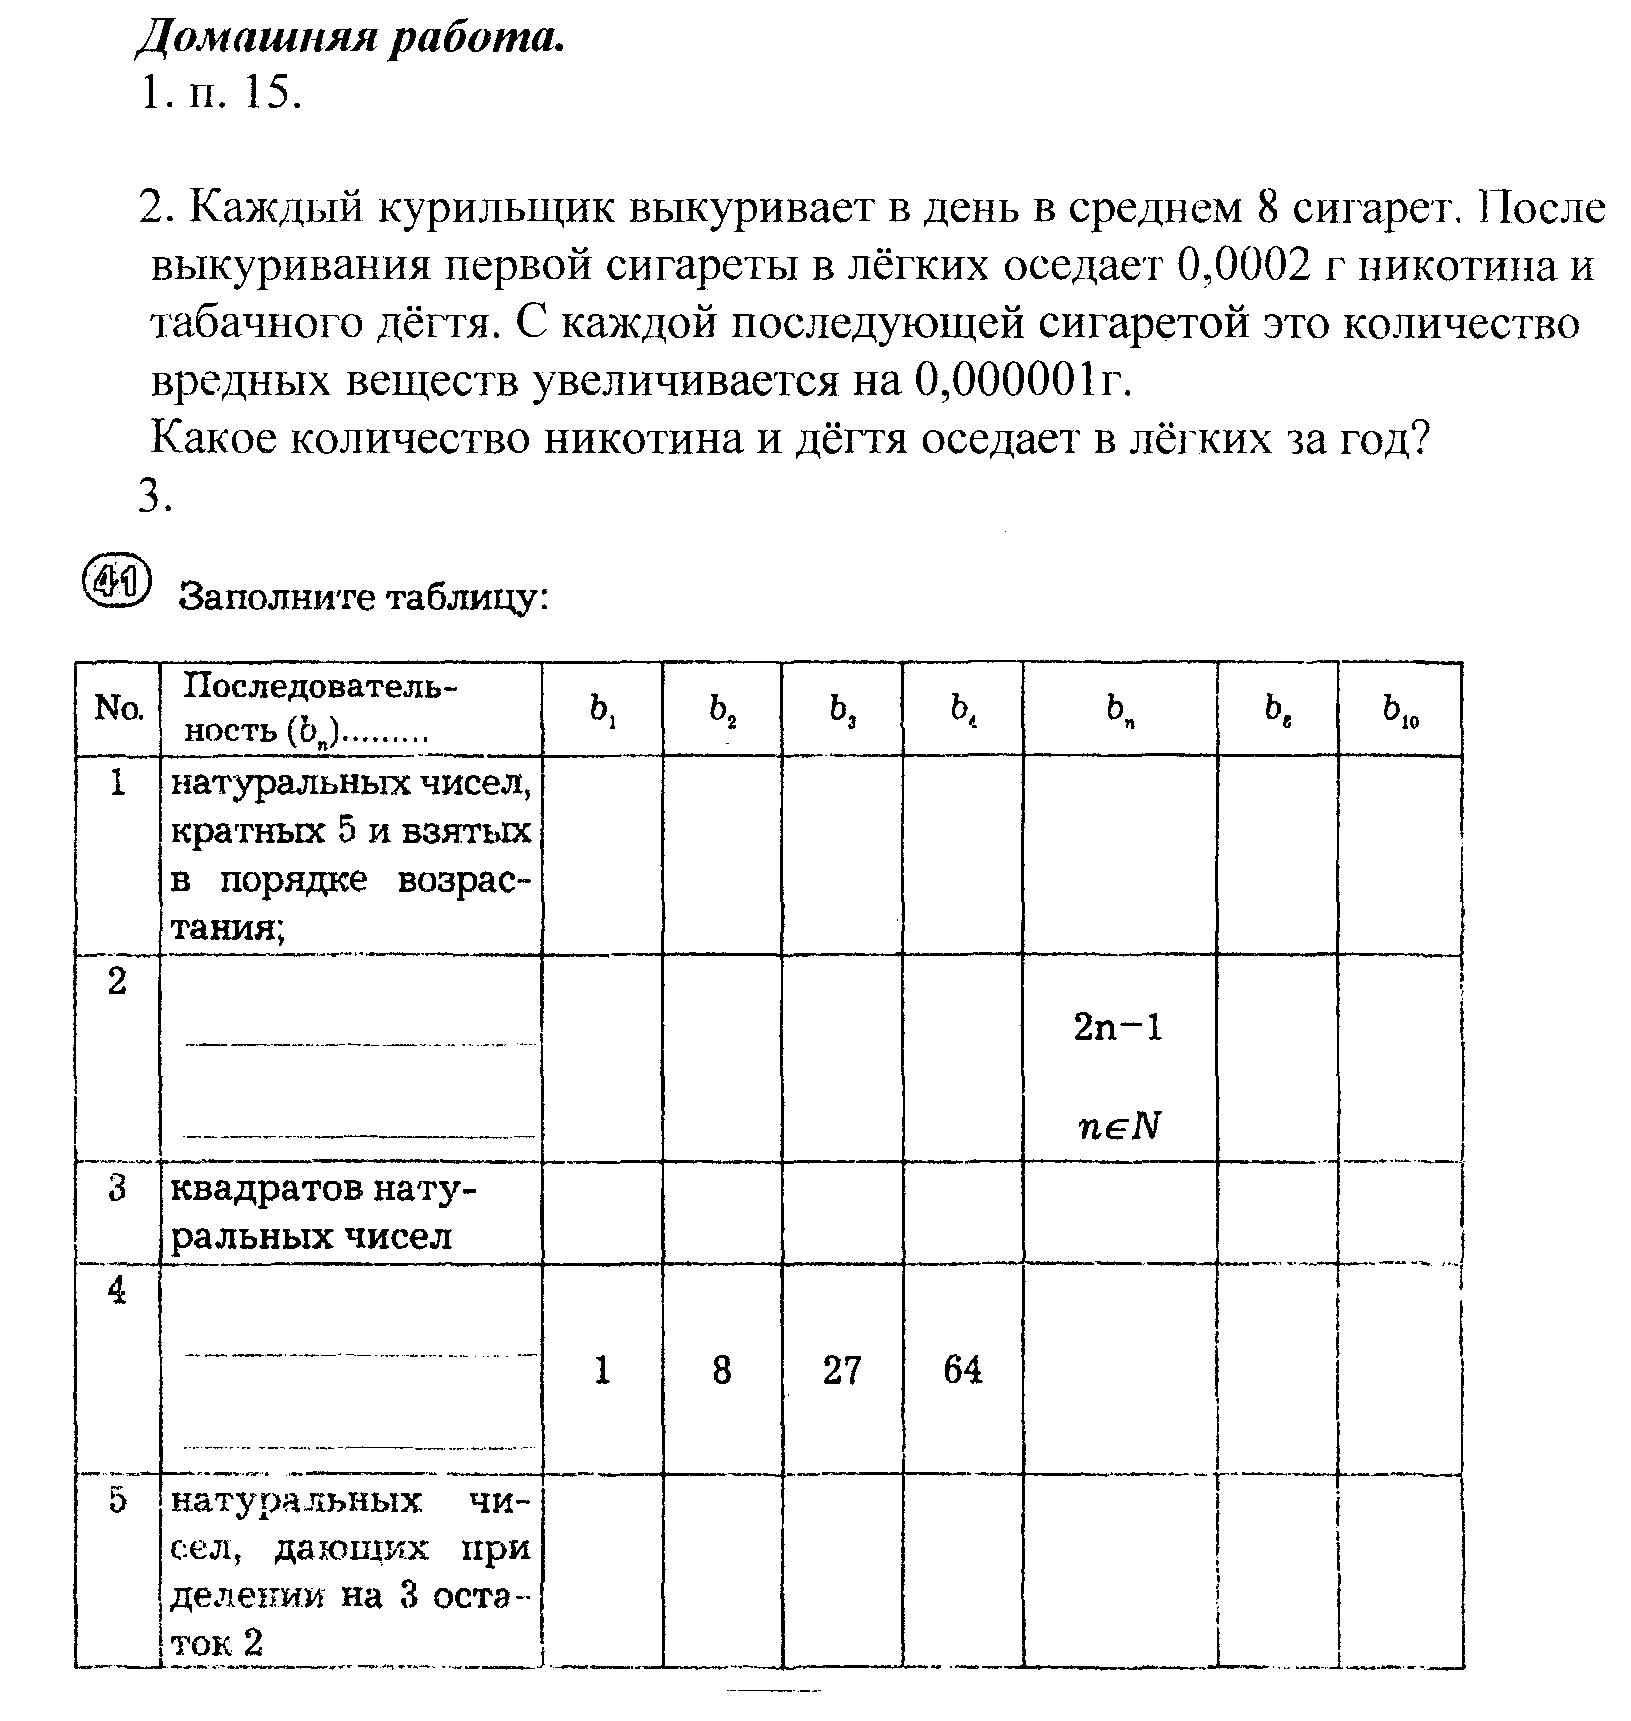 Домашняя работа.
1. п. 15.
2. Каждый курильщик выкуривает в день в среднем 8 сигарет. После
выкуривания первой сигареты в лёгких оседает 0,0002 г никотина и
табачного дёгтя. С каждой последующей сигаретой это количество
вредных веществ увеличивается на 0,000001г.
Какое количество никотина и дёгтя оседает в лёгких за год?
3.
41 Заполните таблицу:
No. Последователь-
ность (bₙ)......... b₁ b₂ b₃ b₄ bₙ b₆ b₁₀
1 натуральных чисел,
кратных 5 и взятых
в порядке возрас-
тания;
2
2n−1
n∈N
3 квадратов нату-
ральных чисел
4
1 8 27 64
5 натуральных чи-
сел, дающих при
делении на 3 оста-
ток 2